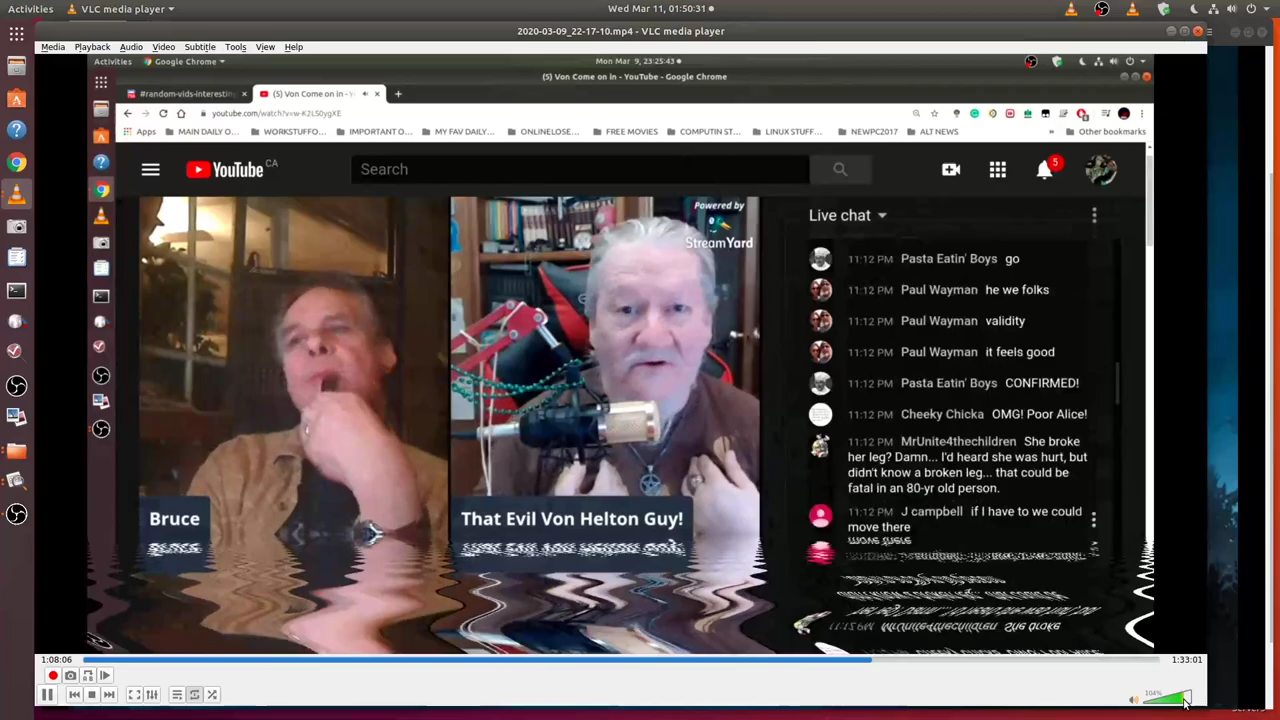 Activities VLC media player Wed Mar 11, 01:50:31
2020-03-09_22-17-10.mp4 - VLC media player
Media Playback Audio Video Subtitle Tools View Help
Activities Google Chrome Mon Mar 9, 23:25:43
(5) Von Come on in - YouTube - Google Chrome
#random-vids-interesting (5) Von Come on in - Y
youtube.com/watch?v=w-K2LS0ygXE
Apps MAIN DAILY O... WORKSTUFFO... IMPORTANT O... MY FAV DAILY... ONLINELOSE... FREE MOVIES COMPUTIN ST... LINUX STUFF... NEWPC2017 ALT NEWS » Other bookmarks
YouTube CA Search 5
Powered by
StreamYard
Live chat
11:12 PM Pasta Eatin' Boys go
11:12 PM Paul Wayman he we folks
11:12 PM Paul Wayman validity
11:12 PM Paul Wayman it feels good
11:12 PM Pasta Eatin' Boys CONFIRMED!
11:12 PM Cheeky Chicka OMG! Poor Alice!
11:12 PM MrUnite4thechildren She broke
her leg? Damn... I'd heard she was hurt, but
didn't know a broken leg... that could be
fatal in an 80-yr old person.
11:12 PM J campbell if I have to we could
move there
Bruce
That Evil Von Helton Guy!
1:08:06 1:33:01
104%